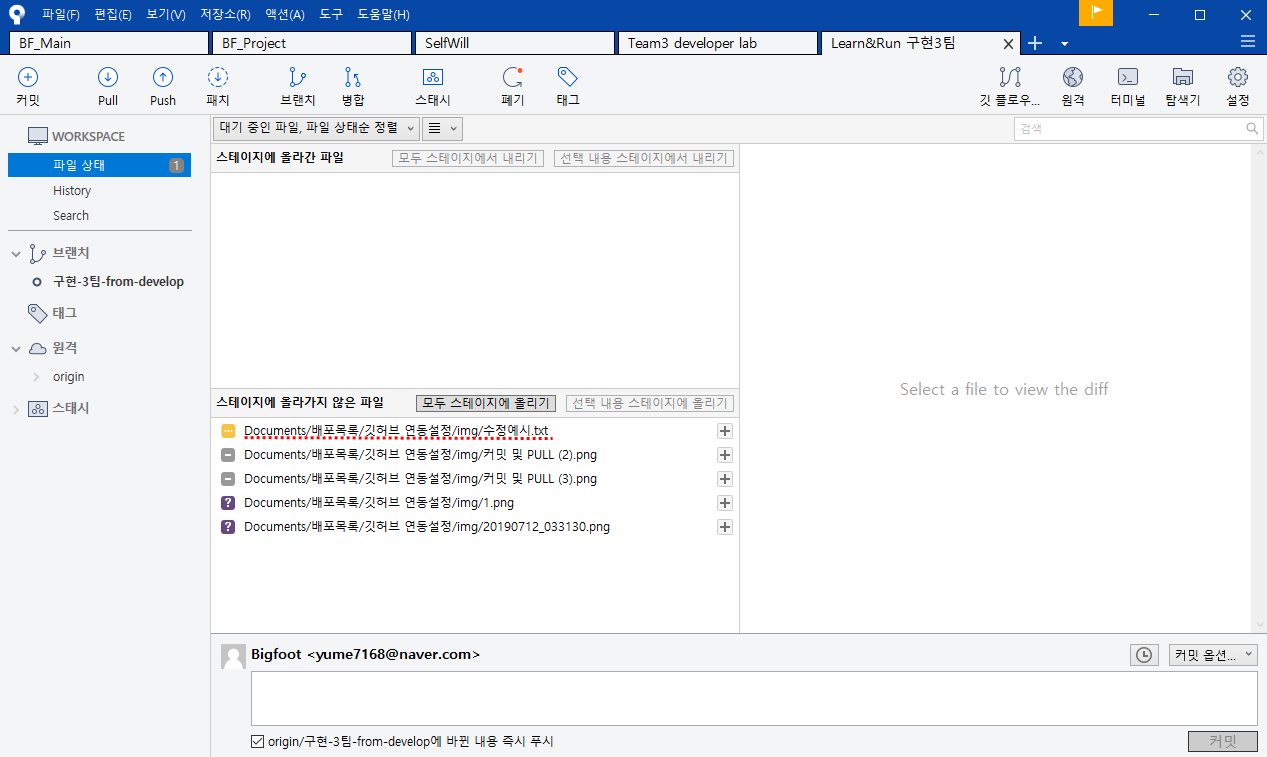 파일(F) 편집(E) 보기(V) 저장소(R) 액션(A) 도구 도움말(H)
BF_Main BF_Project SelfWill Team3 developer lab Learn&Run 구현3팀
커밋 Pull Push 패치 브랜치 병합 스태시 폐기 태그 깃 플로우... 원격 터미널 탐색기 설정
WORKSPACE
파일 상태 1
History
Search
브랜치
구현-3팀-from-develop
태그
원격
origin
스태시
대기 중인 파일, 파일 상태순 정렬
검색
스테이지에 올라간 파일 모두 스테이지에서 내리기 선택 내용 스테이지에서 내리기
스테이지에 올라가지 않은 파일 모두 스테이지에 올리기 선택 내용 스테이지에 올리기
Documents/배포목록/깃허브 연동설정/img/수정예시.txt
Documents/배포목록/깃허브 연동설정/img/커밋 및 PULL (2).png
Documents/배포목록/깃허브 연동설정/img/커밋 및 PULL (3).png
? Documents/배포목록/깃허브 연동설정/img/1.png
? Documents/배포목록/깃허브 연동설정/img/20190712_033130.png
Select a file to view the diff
Bigfoot <yume7168@naver.com>
커밋 옵션...
origin/구현-3팀-from-develop에 바뀐 내용 즉시 푸시
커밋